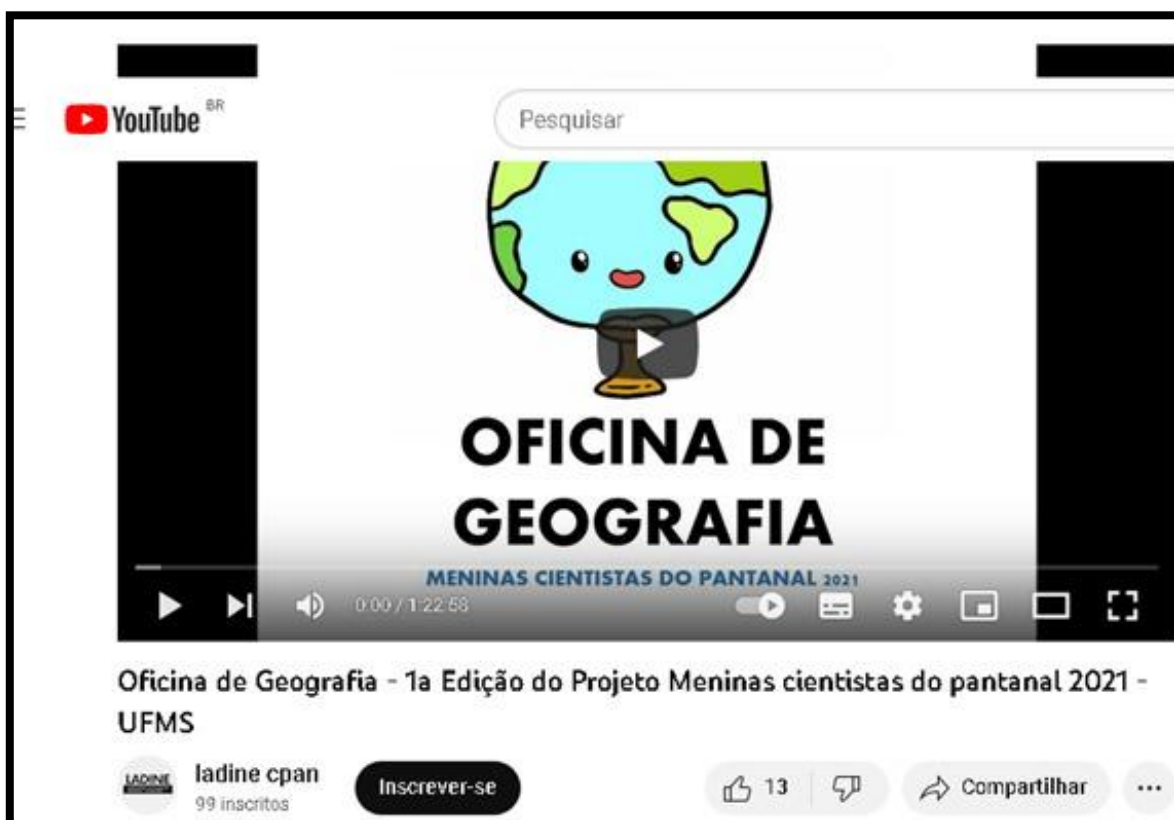 YouTube BR
Pesquisar
OFICINA DE
GEOGRAFIA
MENINAS CIENTISTAS DO PANTANAL 2021
0:00 / 1:22:58
Oficina de Geografia - 1a Edição do Projeto Meninas cientistas do pantanal 2021 -
UFMS
LADINE
ladine cpan
99 inscritos
Inscrever-se
13
Compartilhar